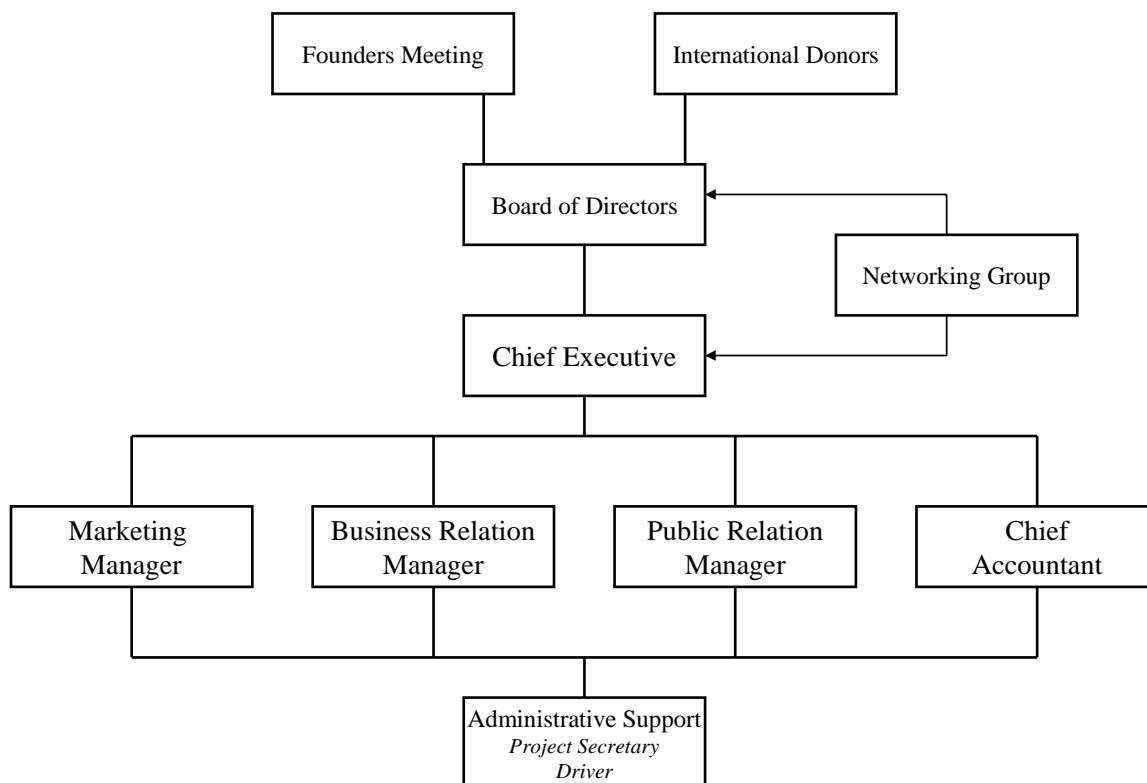 Founders Meeting
International Donors
Board of Directors
Networking Group
Chief Executive
Marketing
Manager
Business Relation
Manager
Public Relation
Manager
Chief
Accountant
Administrative Support
Project Secretary
Driver